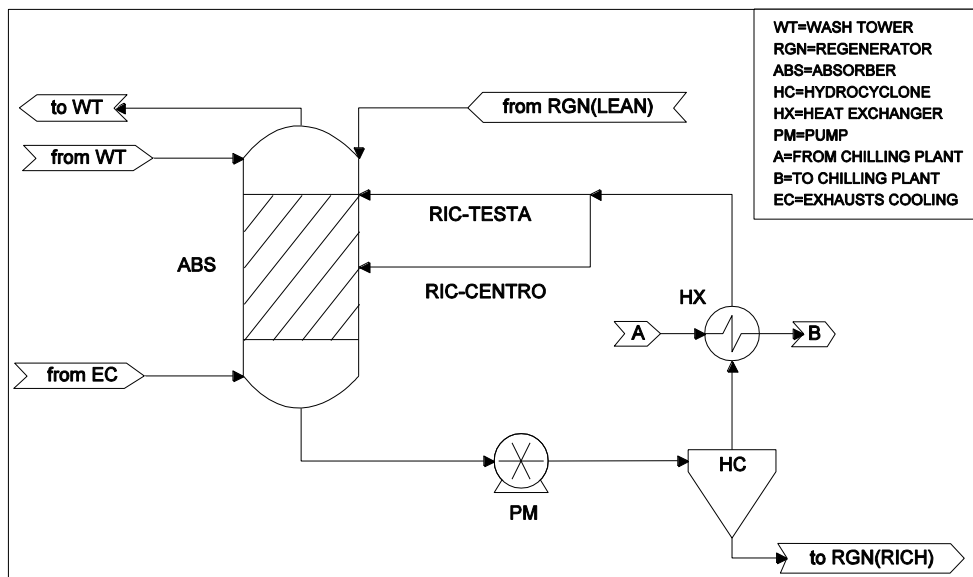 WT=WASH TOWER
RGN=REGENERATOR
ABS=ABSORBER
HC=HYDROCYCLONE
HX=HEAT EXCHANGER
PM=PUMP
A=FROM CHILLING PLANT
B=TO CHILLING PLANT
EC=EXHAUSTS COOLING
to WT
from RGN(LEAN)
from WT
RIC-TESTA
ABS
RIC-CENTRO
HX
A
B
from EC
HC
PM
to RGN(RICH)